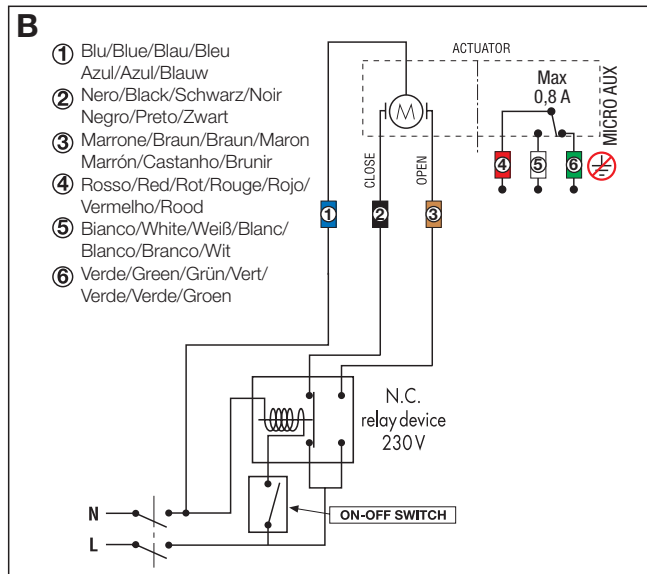 B
① Blu/Blue/Blau/Bleu
Azul/Azul/Blauw
② Nero/Black/Schwarz/Noir
Negro/Preto/Zwart
③ Marrone/Braun/Braun/Maron
Marrón/Castanho/Brunir
④ Rosso/Red/Rot/Rouge/Rojo/
Vermelho/Rood
⑤ Bianco/White/Weiß/Blanc/
Blanco/Branco/Wit
⑥ Verde/Green/Grün/Vert/
Verde/Verde/Groen
ACTUATOR
M
Max
0,8 A
MICRO AUX
CLOSE
OPEN
① ② ③ ④ ⑤ ⑥
N.C.
relay device
230 V
ON-OFF SWITCH
N
L